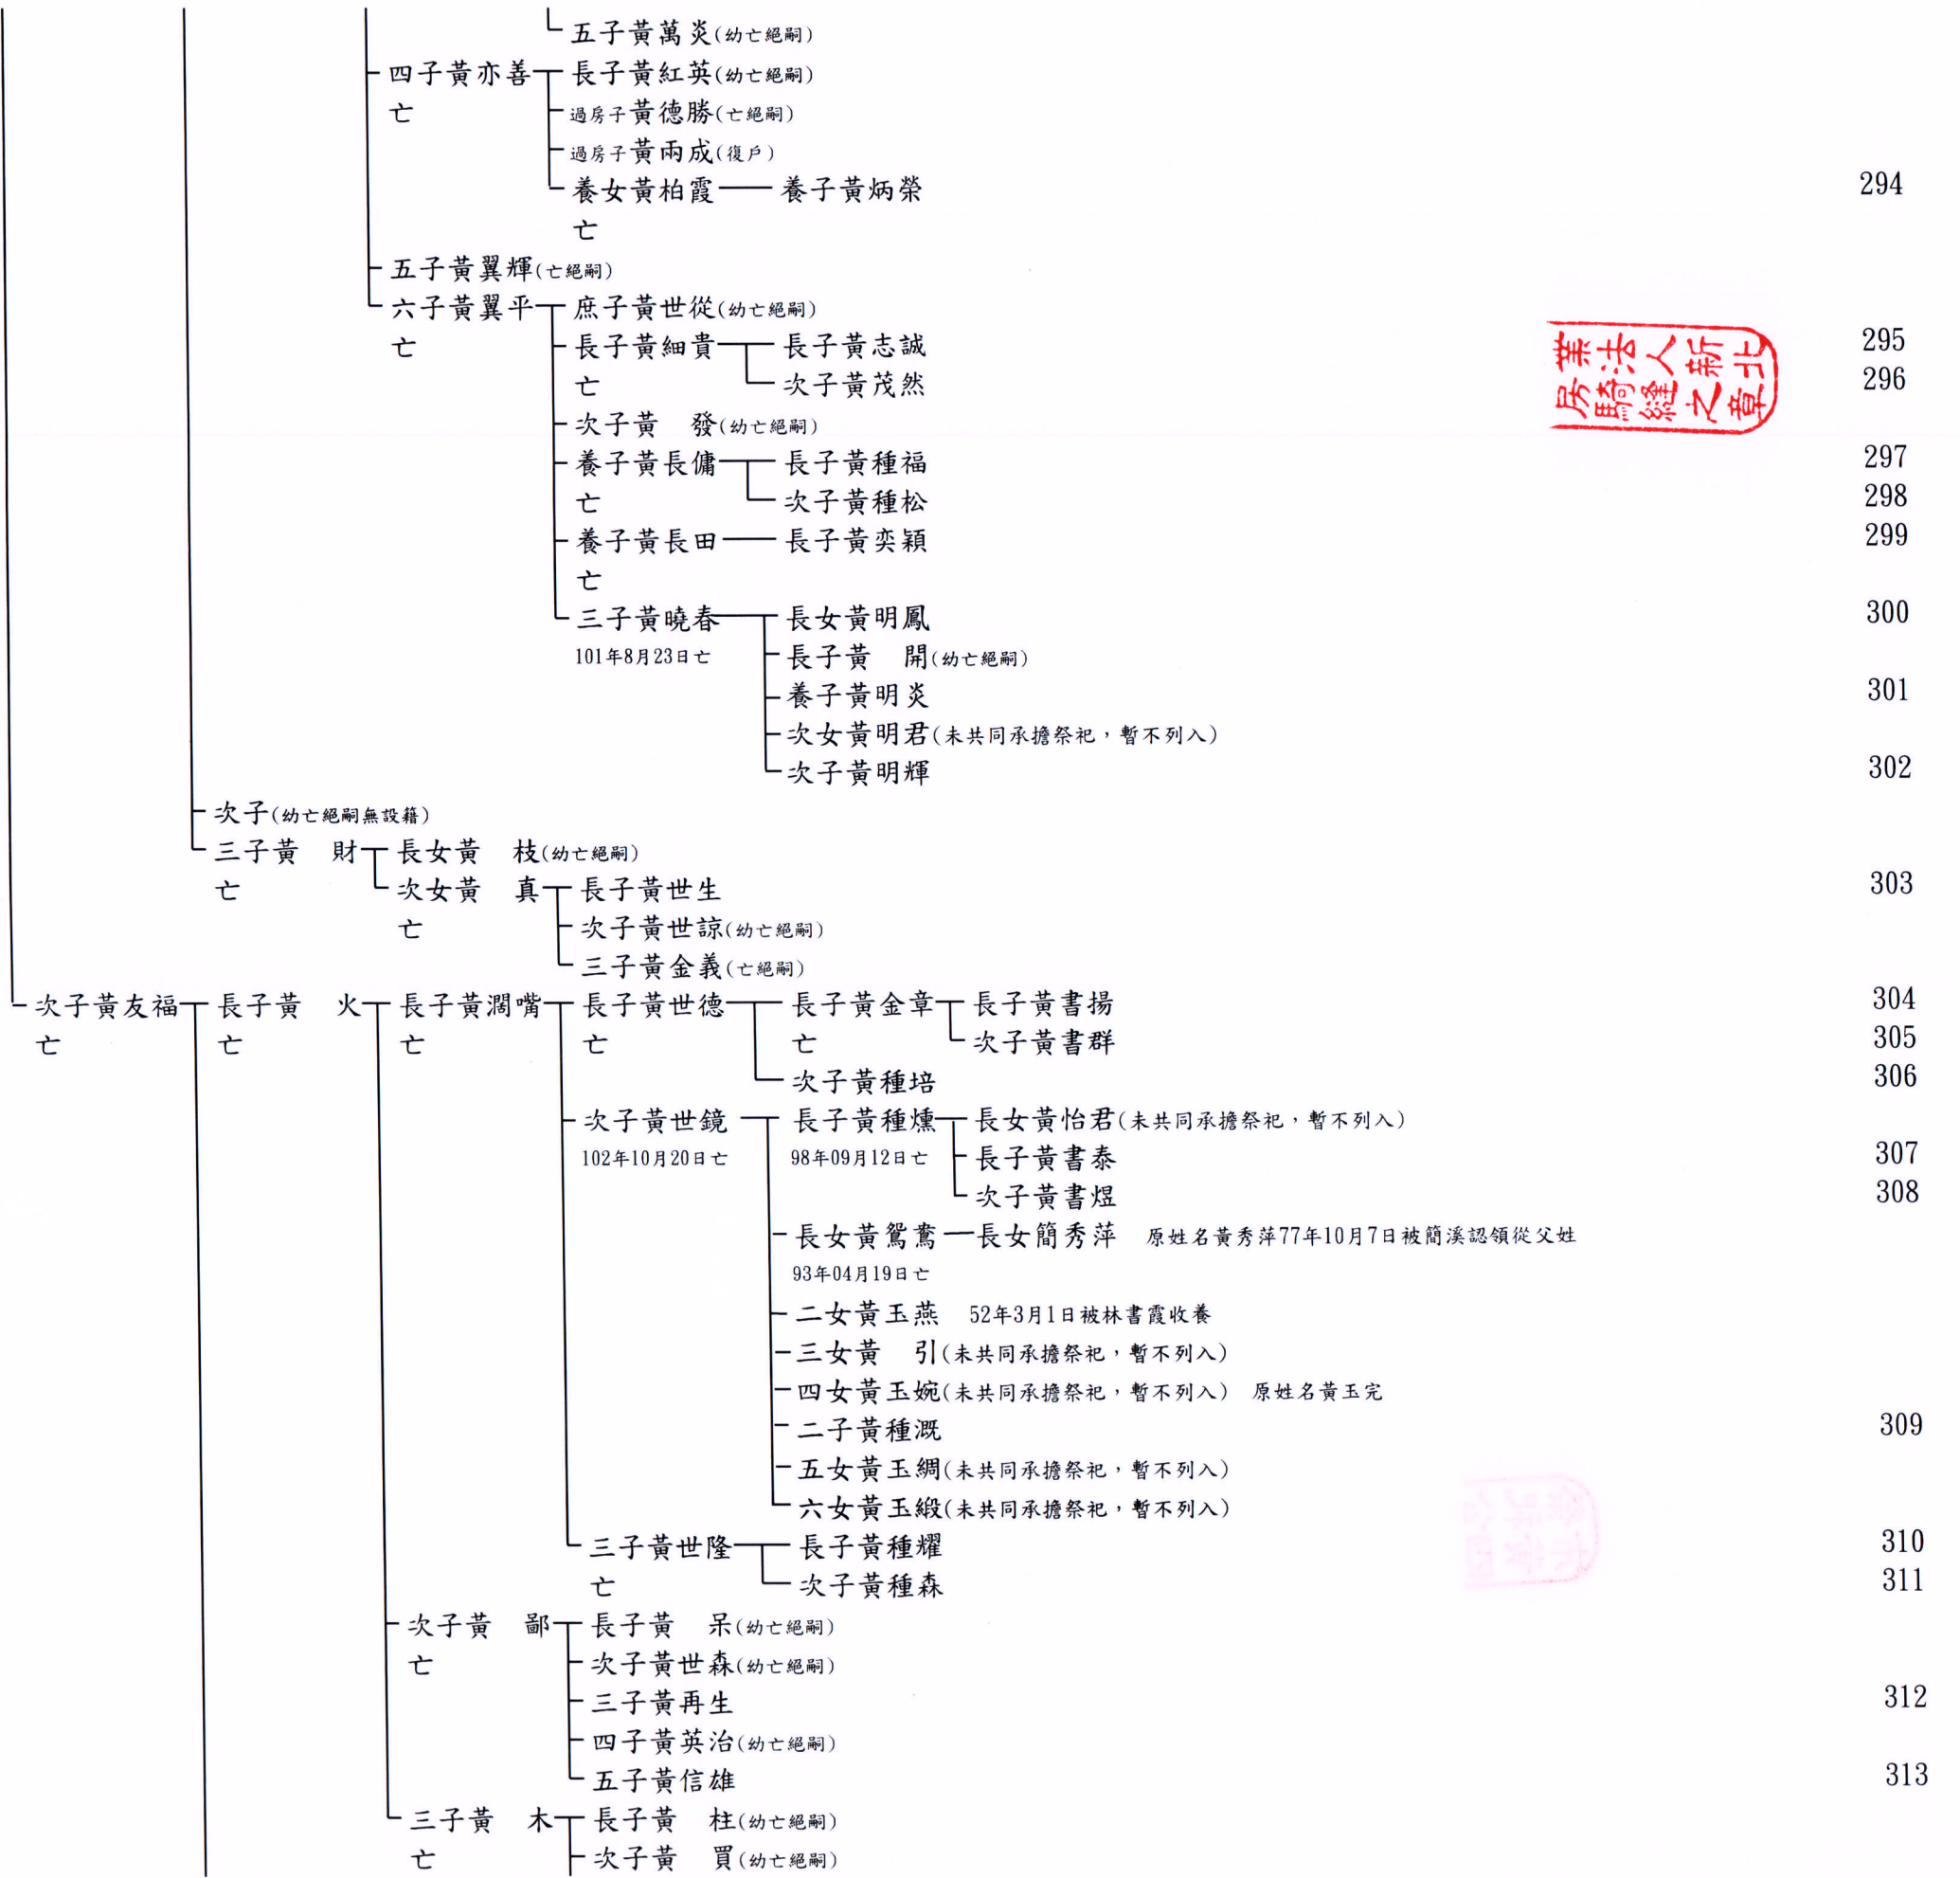 五子黃萬炎(幼亡絕嗣)
四子黃亦善 長子黃紅英(幼亡絕嗣)
亡 過房子黃德勝(亡絕嗣)
過房子黃兩成(復戶)
養女黃柏霞 養子黃炳榮 294
亡
五子黃翼輝(亡絕嗣)
六子黃翼平 庶子黃世從(幼亡絕嗣)
亡 長子黃細貴 長子黃志誠 295
亡 次子黃茂然 296
次子黃　發(幼亡絕嗣)
養子黃長傭 長子黃種福 297
亡 次子黃種松 298
養子黃長田 長子黃奕穎 299
亡
三子黃曉春 長女黃明鳳 300
101年8月23日亡 長子黃　開(幼亡絕嗣)
養子黃明炎 301
次女黃明君(未共同承擔祭祀，暫不列入)
次子黃明輝 302
次子(幼亡絕嗣無設籍)
三子黃　財 長女黃　枝(幼亡絕嗣)
亡 次女黃　真 長子黃世生 303
亡 次子黃世諒(幼亡絕嗣)
三子黃金義(亡絕嗣)
次子黃友福 長子黃　火 長子黃濶嘴 長子黃世德 長子黃金章 長子黃書揚 304
亡 亡 亡 亡 亡 次子黃書群 305
次子黃種培 306
次子黃世鏡 長子黃種燻 長女黃怡君(未共同承擔祭祀，暫不列入)
102年10月20日亡 98年09月12日亡 長子黃書泰 307
次子黃書煜 308
長女黃鴛鴦 長女簡秀萍 原姓名黃秀萍77年10月7日被簡溪認領從父姓
93年04月19日亡
二女黃玉燕 52年3月1日被林書霞收養
三女黃　引(未共同承擔祭祀，暫不列入)
四女黃玉婉(未共同承擔祭祀，暫不列入) 原姓名黃玉完
二子黃種溉 309
五女黃玉綢(未共同承擔祭祀，暫不列入)
六女黃玉緞(未共同承擔祭祀，暫不列入)
三子黃世隆 長子黃種耀 310
亡 次子黃種森 311
次子黃　鄙 長子黃　呆(幼亡絕嗣)
亡 次子黃世森(幼亡絕嗣)
三子黃再生 312
四子黃英治(幼亡絕嗣)
五子黃信雄 313
三子黃　木 長子黃　柱(幼亡絕嗣)
亡 次子黃　買(幼亡絕嗣)
北新人法業
章之縫騎房